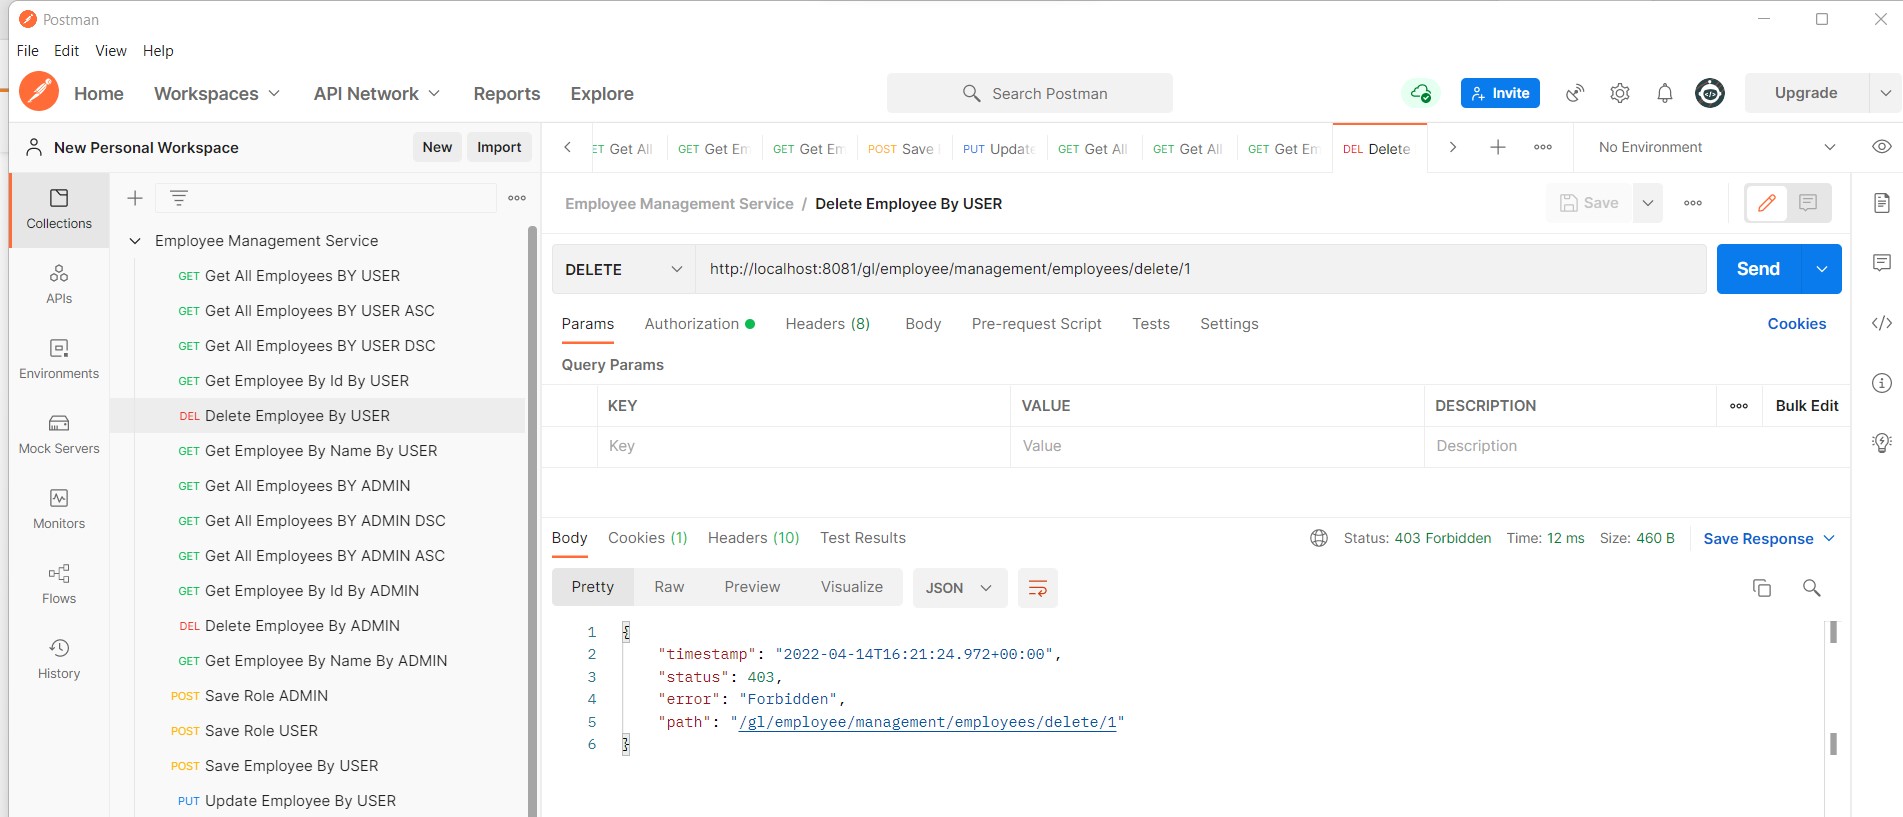 Postman
File Edit View Help
Home Workspaces API Network Reports Explore Search Postman Invite Upgrade
New Personal Workspace New Import
ET Get All GET Get Em GET Get Em POST Save PUT Update GET Get All GET Get All GET Get Em DEL Delete No Environment
Collections
APIs
Environments
Mock Servers
Monitors
Flows
History
Employee Management Service
GET Get All Employees BY USER
GET Get All Employees BY USER ASC
GET Get All Employees BY USER DSC
GET Get Employee By Id By USER
DEL Delete Employee By USER
GET Get Employee By Name By USER
GET Get All Employees BY ADMIN
GET Get All Employees BY ADMIN DSC
GET Get All Employees BY ADMIN ASC
GET Get Employee By Id By ADMIN
DEL Delete Employee By ADMIN
GET Get Employee By Name By ADMIN
POST Save Role ADMIN
POST Save Role USER
POST Save Employee By USER
PUT Update Employee By USER
Employee Management Service / Delete Employee By USER Save
DELETE http://localhost:8081/gl/employee/management/employees/delete/1 Send
Params Authorization Headers (8) Body Pre-request Script Tests Settings Cookies
Query Params
KEY VALUE DESCRIPTION Bulk Edit
Key Value Description
Body Cookies (1) Headers (10) Test Results Status: 403 Forbidden Time: 12 ms Size: 460 B Save Response
Pretty Raw Preview Visualize JSON
1 {
2 "timestamp": "2022-04-14T16:21:24.972+00:00",
3 "status": 403,
4 "error": "Forbidden",
5 "path": "/gl/employee/management/employees/delete/1"
6 }